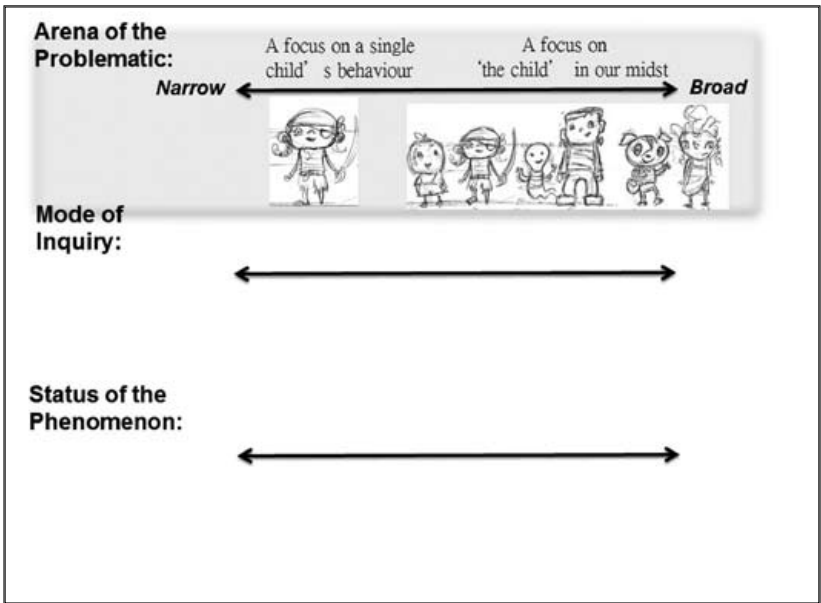 Arena of the
Problematic:
A focus on a single
child’ s behaviour
A focus on
‘the child’ in our midst
Narrow
Broad
Mode of
Inquiry:
Status of the
Phenomenon: